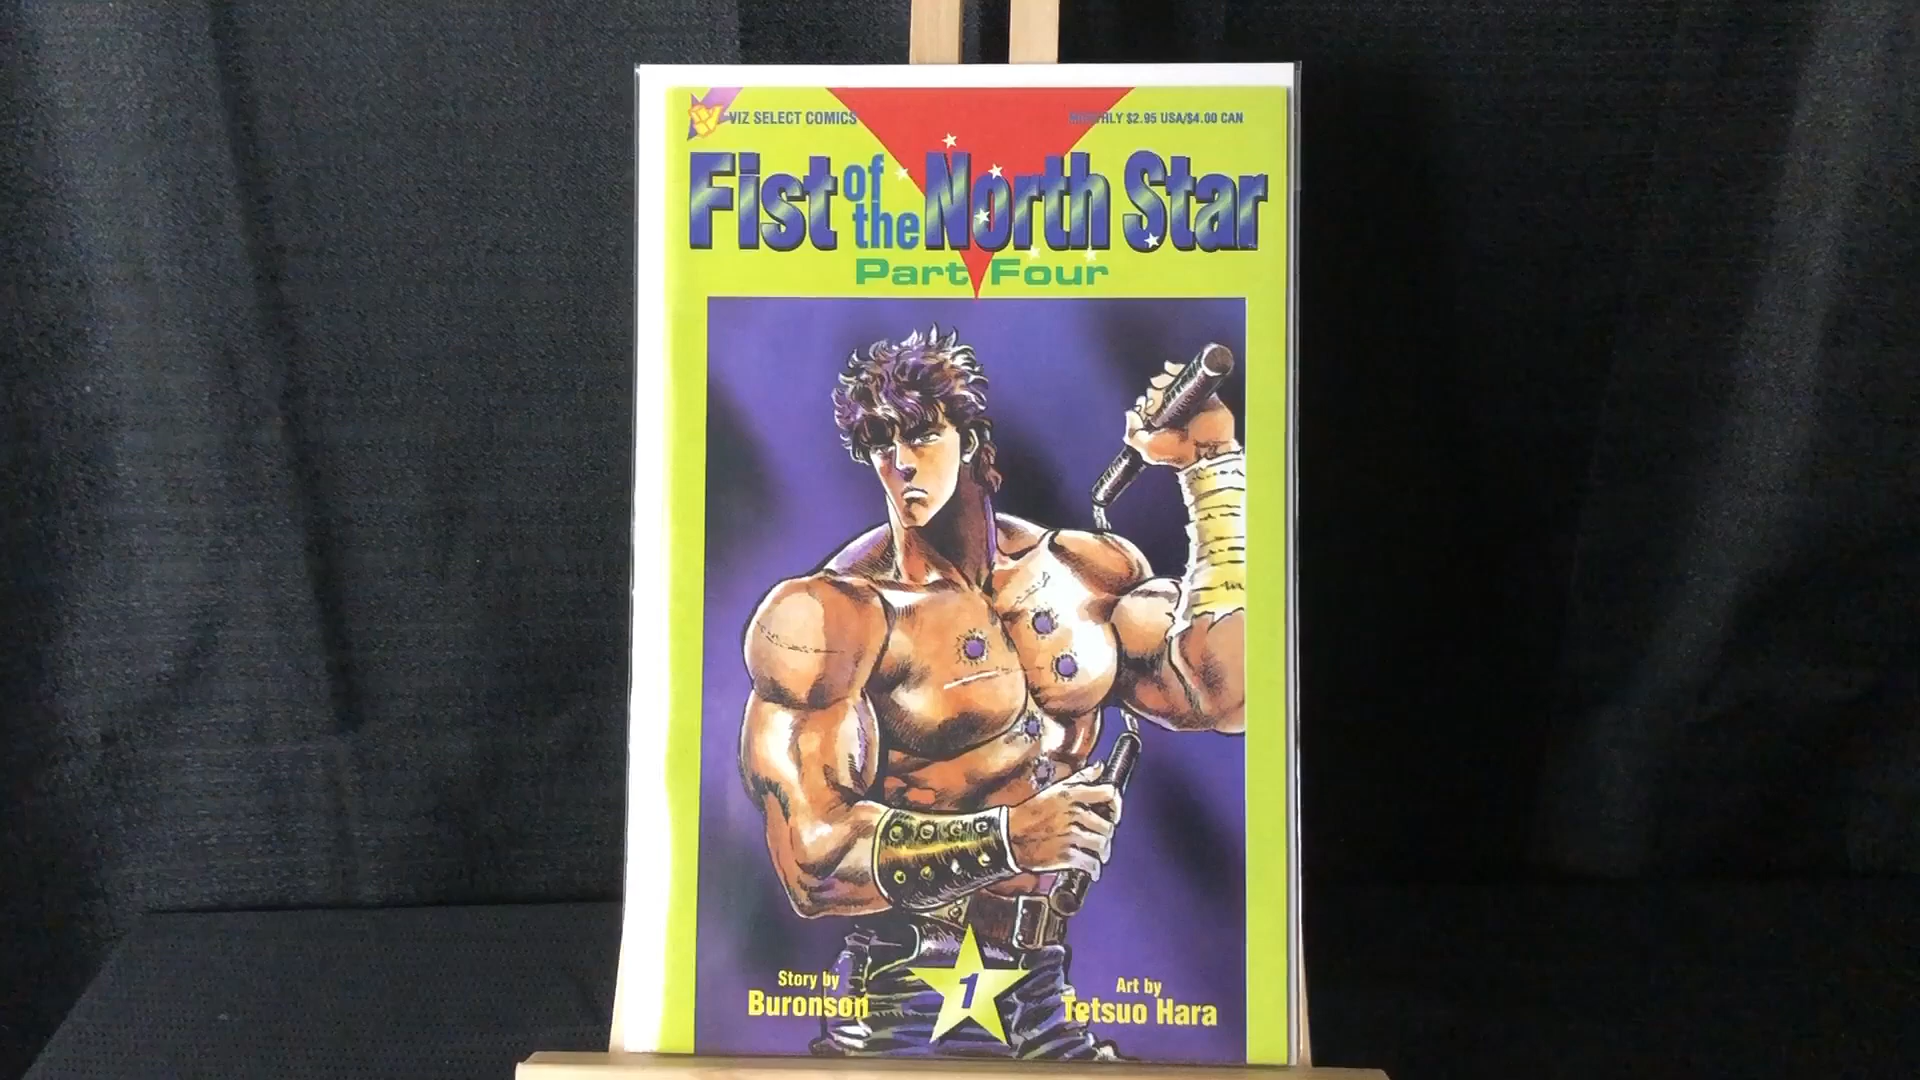 VIZ SELECT COMICS
MONTHLY $2.95 USA/$4.00 CAN
Fist of the North Star
Part Four
Story by
Buronson
1
Art by
Tetsuo Hara